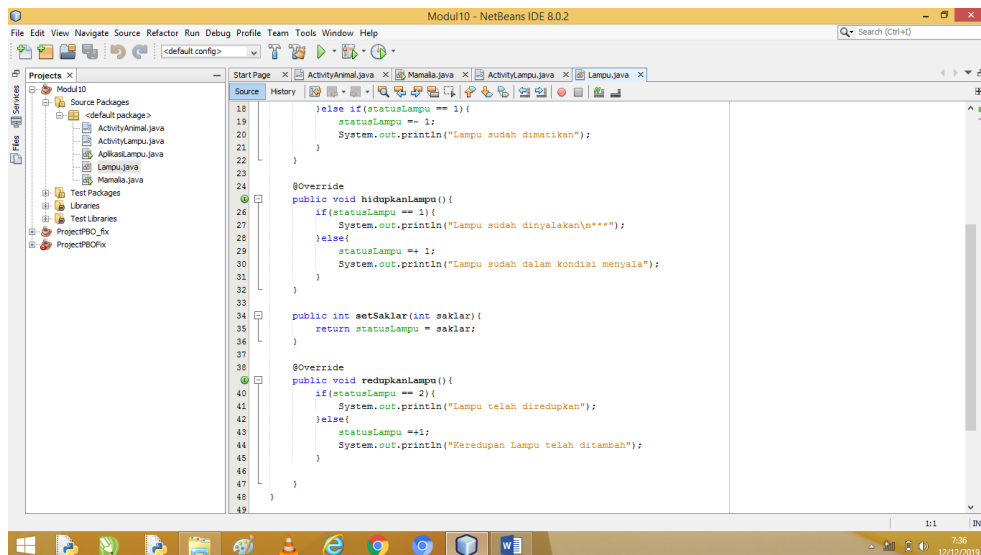 Modul10 - NetBeans IDE 8.0.2
File Edit View Navigate Source Refactor Run Debug Profile Team Tools Window Help
Search (Ctrl+I)
<default config>
Projects
Services
Files
Modul10
Source Packages
<default package>
ActivityAnimal.java
ActivityLampu.java
AplikasiLampu.java
Lampu.java
Mamalia.java
Test Packages
Libraries
Test Libraries
ProjectPBO_fix
ProjectPBOFix
Start Page ActivityAnimal.java Mamalia.java ActivityLampu.java Lampu.java
Source History
18 }else if(statusLampu == 1){
19 statusLampu =- 1;
20 System.out.println("Lampu sudah dimatikan");
21 }
22 }
23
24 @Override
public void hidupkanLampu(){
26 if(statusLampu == 1){
27 System.out.println("Lampu sudah dinyalakan\n***");
28 }else{
29 statusLampu =+ 1;
30 System.out.println("Lampu sudah dalam kondisi menyala");
31 }
32 }
33
34 public int setSaklar(int saklar){
35 return statusLampu = saklar;
36 }
37
38 @Override
public void redupkanLampu(){
40 if(statusLampu == 2){
41 System.out.println("Lampu telah diredupkan");
42 }else{
43 statusLampu =+1;
44 System.out.println("Keredupan Lampu telah ditambah");
45 }
46
47 }
48 }
49
1:1 IN
7:36
12/12/2019